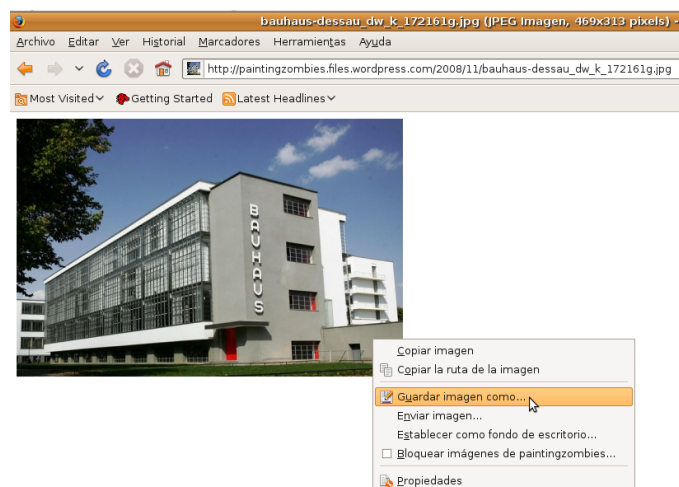 bauhaus-dessau_dw_k_172161g.jpg (JPEG Imagen, 469x313 pixels) -
Archivo Editar Ver Historial Marcadores Herramientas Ayuda
http://paintingzombies.files.wordpress.com/2008/11/bauhaus-dessau_dw_k_172161g.jpg
Most Visited Getting Started Latest Headlines
BAUHAUS
Copiar imagen
Copiar la ruta de la imagen
Guardar imagen como...
Enviar imagen...
Establecer como fondo de escritorio...
Bloquear imágenes de paintingzombies...
Propiedades